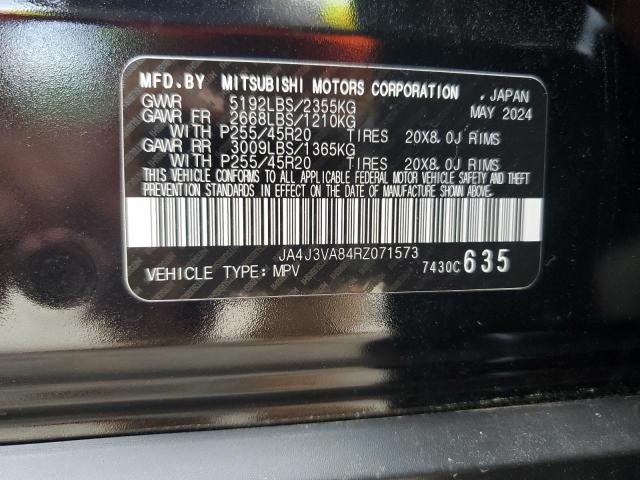 MFD.BY MITSUBISHI MOTORS CORPORATION , JAPAN
GVWR 5192LBS/2355KG MAY 2024
GAWR FR 2668LBS/1210KG
WITH P255/45R20 TIRES 20X8.0J RIMS
GAWR RR 3009LBS/1365KG
WITH P255/45R20 TIRES 20X8.0J RIMS
THIS VEHICLE CONFORMS TO ALL APPLICABLE FEDERAL MOTOR VEHICLE SAFETY AND THEFT
PREVENTION STANDARDS IN EFFECT ON THE DATE OF MANUFACTURE SHOWN ABOVE.
JA4J3VA84RZ071573
VEHICLE TYPE: MPV 7430C 635